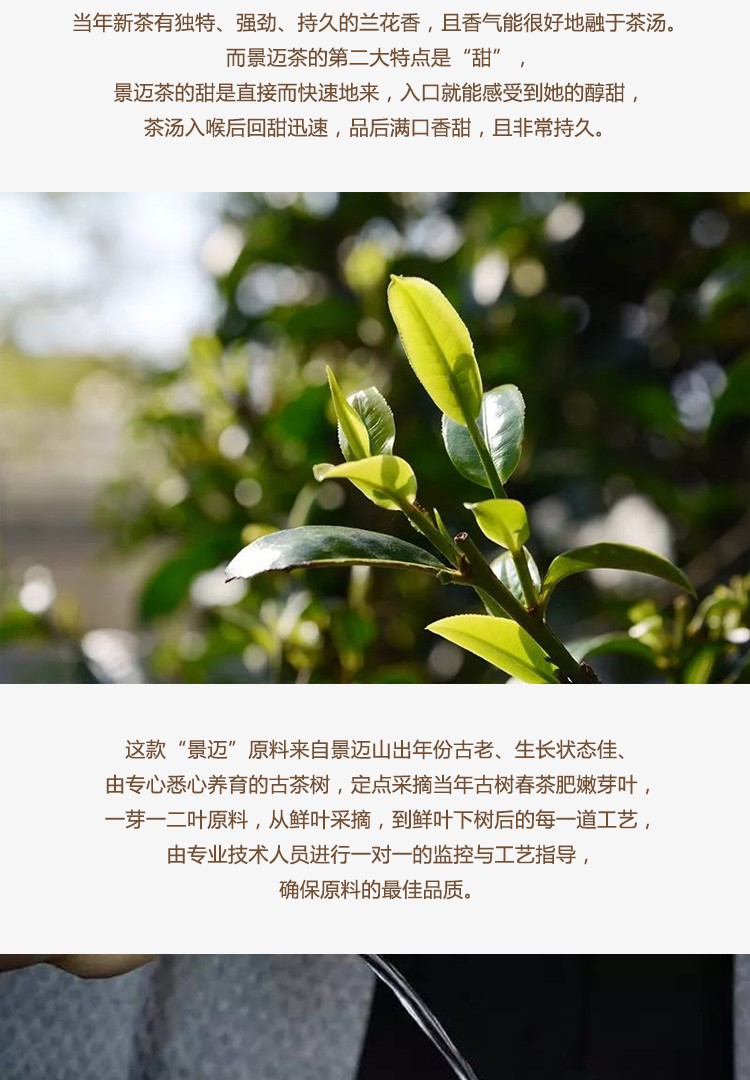 当年新茶有独特、强劲、持久的兰花香，且香气能很好地融于茶汤。
而景迈茶的第二大特点是“甜”，
景迈茶的甜是直接而快速地来，入口就能感受到她的醇甜，
茶汤入喉后回甜迅速，品后满口香甜，且非常持久。
这款“景迈”原料来自景迈山出年份古老、生长状态佳、
由专心悉心养育的古茶树，定点采摘当年古树春茶肥嫩芽叶，
一芽一二叶原料，从鲜叶采摘，到鲜叶下树后的每一道工艺，
由专业技术人员进行一对一的监控与工艺指导，
确保原料的最佳品质。